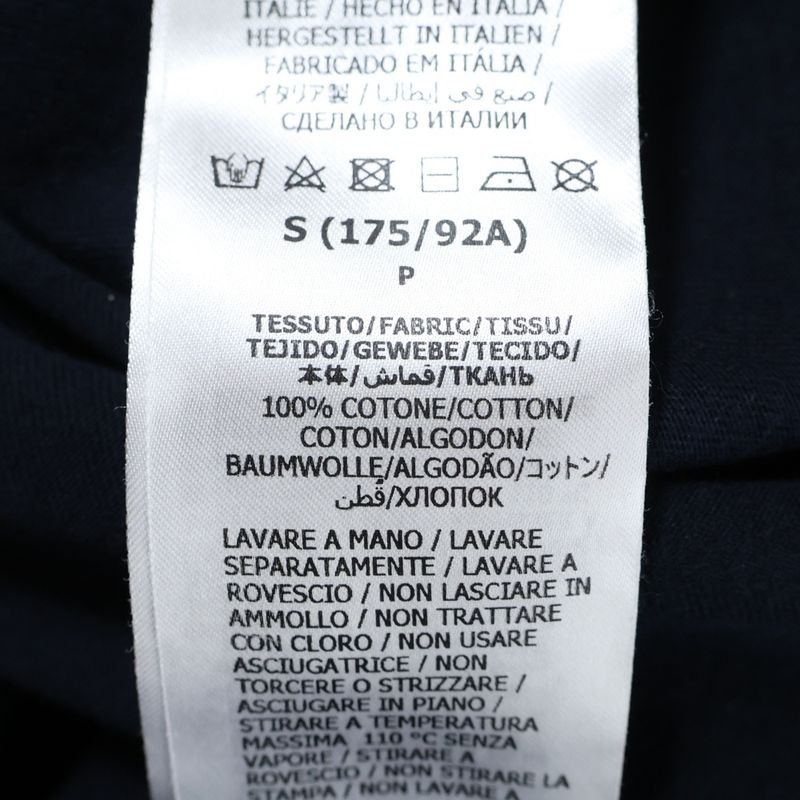 ITALIE / HECHO EN ITALIA /
HERGESTELLT IN ITALIEN /
FABRICADO EM ITÁLIA /
イタリア製 / صنع في إيطاليا /
СДЕЛАНО В ИТАЛИИ
S (175/92A)
P
TESSUTO/FABRIC/TISSU/
TEJIDO/GEWEBE/TECIDO/
本体/قماش/ТКАНЬ
100% COTONE/COTTON/
COTON/ALGODON/
BAUMWOLLE/ALGODÃO/コットン/
قُطن/ХЛОПОК
LAVARE A MANO / LAVARE
SEPARATAMENTE / LAVARE A
ROVESCIO / NON LASCIARE IN
AMMOLLO / NON TRATTARE
CON CLORO / NON USARE
ASCIUGATRICE / NON
TORCERE O STRIZZARE /
ASCIUGARE IN PIANO /
STIRARE A TEMPERATURA
MASSIMA 110 °C SENZA
VAPORE / STIRARE A
ROVESCIO / NON STIRARE LA
STAMPA / NON LAVARE A